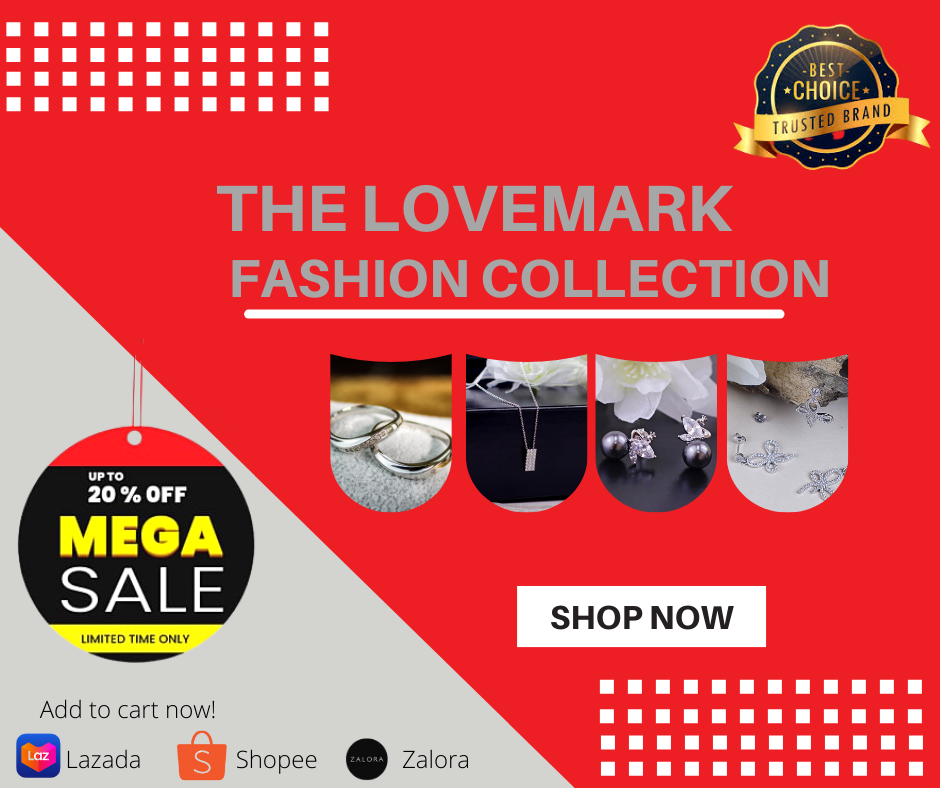 -BEST-
★CHOICE★
TRUSTED BRAND
THE LOVEMARK
FASHION COLLECTION
UP TO
20 % OFF
MEGA
SALE
LIMITED TIME ONLY
SHOP NOW
Add to cart now!
Laz Lazada S Shopee ZALORA Zalora